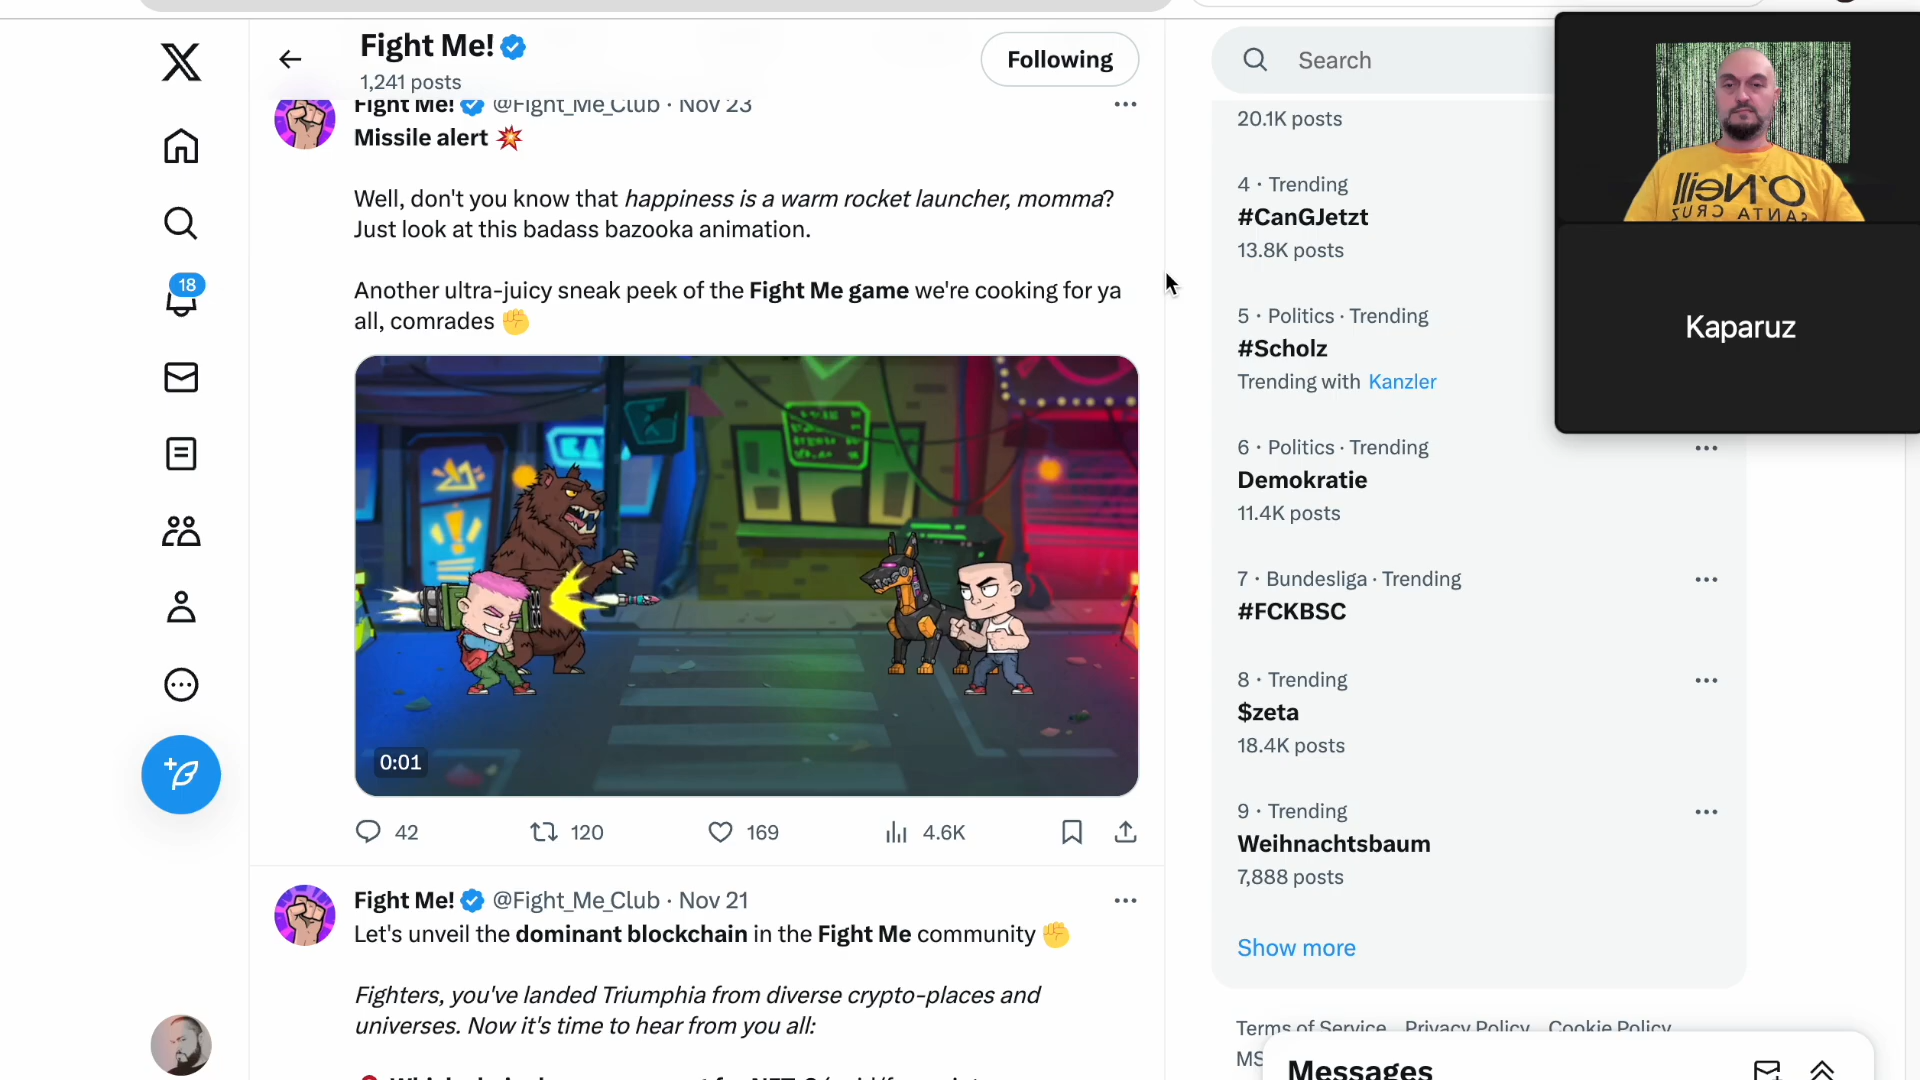 Fight Me!
1,241 posts
Following
Fight Me! @Fight_Me_Club · Nov 23
Missile alert 💥
Well, don't you know that happiness is a warm rocket launcher, momma?
Just look at this badass bazooka animation.
Another ultra-juicy sneak peek of the Fight Me game we're cooking for ya
all, comrades ✊
0:01
42
120
169
4.6K
Fight Me! @Fight_Me_Club · Nov 21
Let's unveil the dominant blockchain in the Fight Me community ✊
Fighters, you've landed Triumphia from diverse crypto-places and
universes. Now it's time to hear from you all:
18
Search
20.1K posts
4 · Trending
#CanGJetzt
13.8K posts
5 · Politics · Trending
#Scholz
Trending with Kanzler
6 · Politics · Trending
Demokratie
11.4K posts
7 · Bundesliga · Trending
#FCKBSC
8 · Trending
$zeta
18.4K posts
9 · Trending
Weihnachtsbaum
7,888 posts
Show more
Terms of Service Privacy Policy Cookie Policy
Messages
O'Neill
SANTA CRUZ
Kaparuz